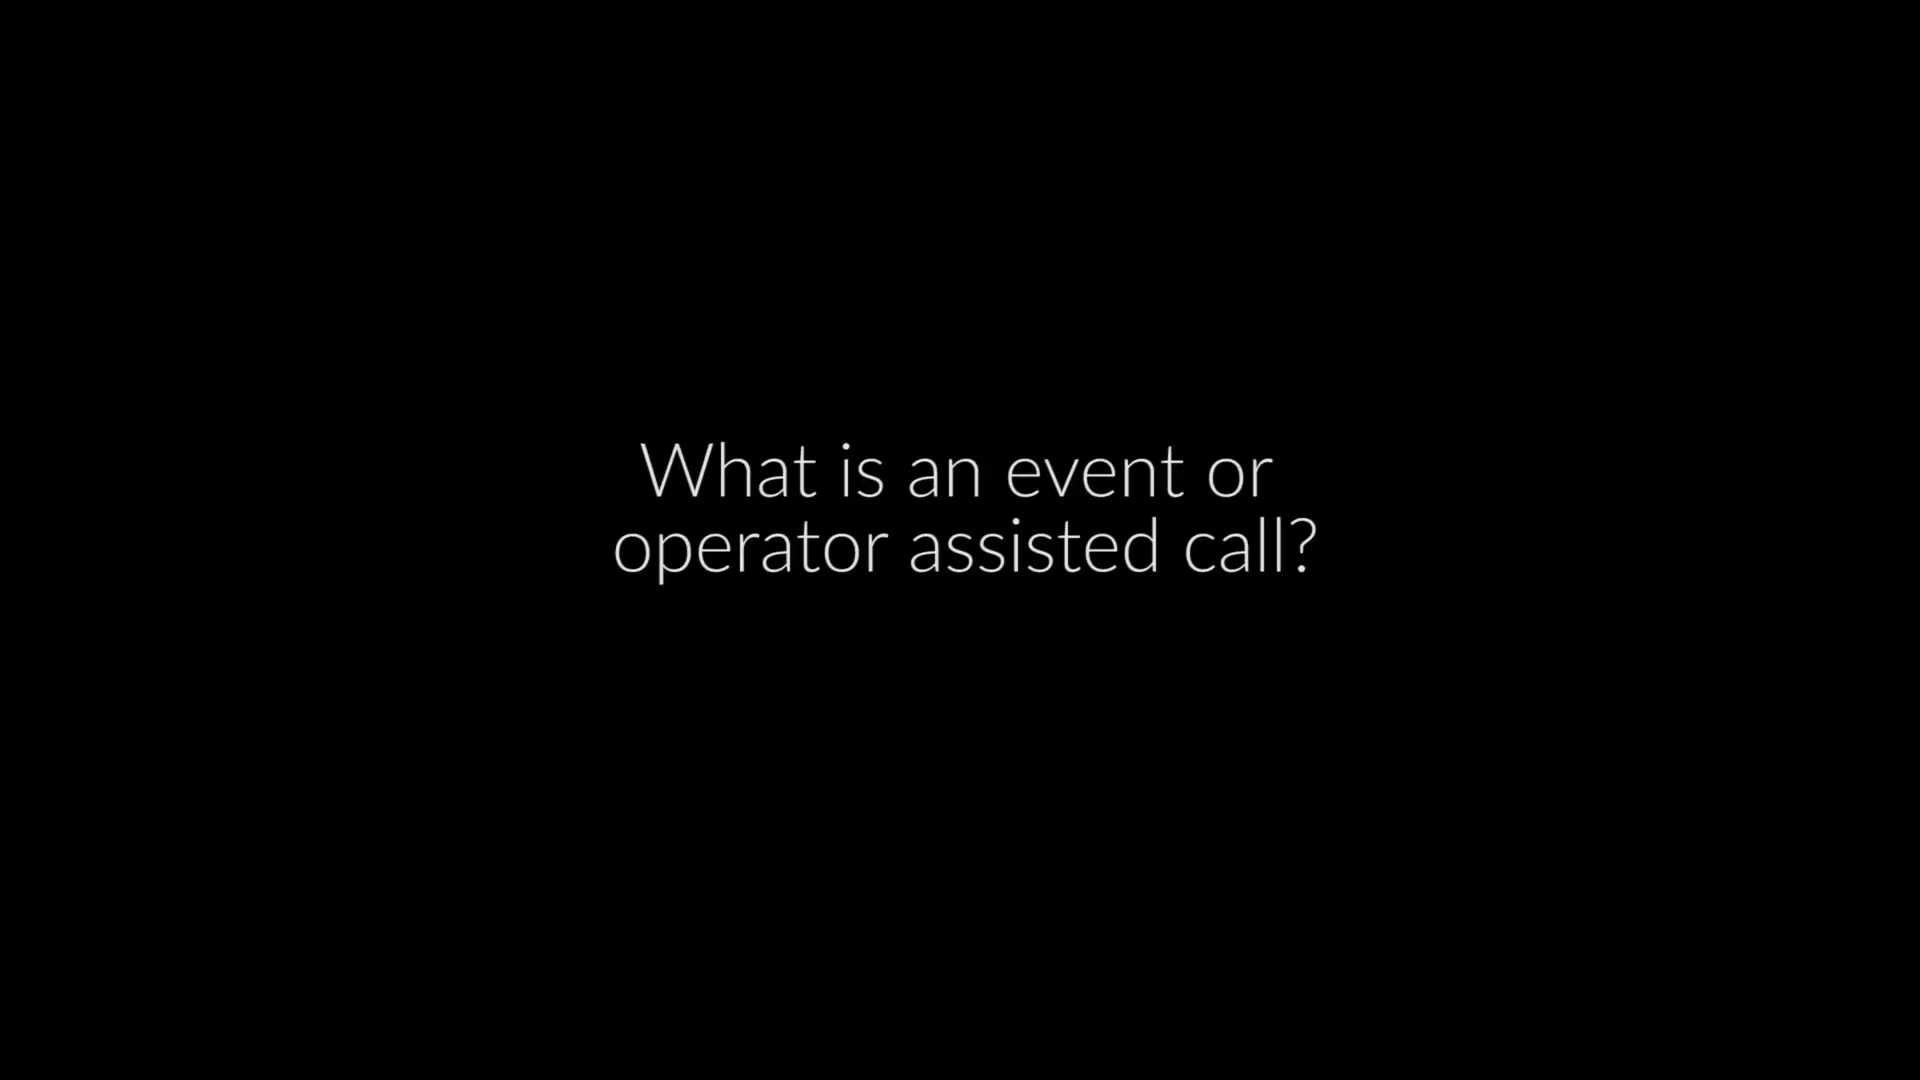 What is an event or
operator assisted call?